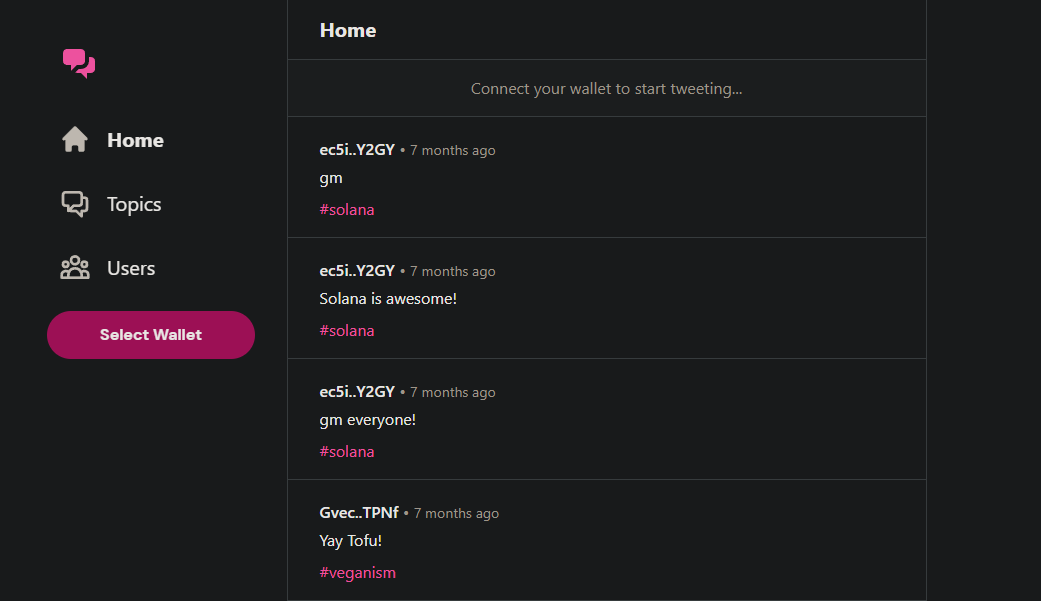 Home
Topics
Users
Select Wallet
Home
Connect your wallet to start tweeting...
ec5i..Y2GY • 7 months ago
gm
#solana
ec5i..Y2GY • 7 months ago
Solana is awesome!
#solana
ec5i..Y2GY • 7 months ago
gm everyone!
#solana
Gvec..TPNf • 7 months ago
Yay Tofu!
#veganism